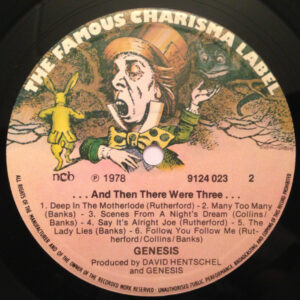 THE FAMOUS CHARISMA LABEL
ncb ℗ 1978 9124 023 2
. . . And Then There Were Three . . .
1. Deep In The Motherlode (Rutherford) - 2. Many Too Many
(Banks) - 3. Scenes From A Night's Dream (Collins/
Banks) - 4. Say It's Alright Joe (Rutherford) - 5. The
Lady Lies (Banks) - 6. Follow You Follow Me (Rut-
herford/Collins/Banks)
GENESIS
Produced by DAVID HENTSCHEL
and GENESIS
ALL RIGHTS OF THE MANUFACTURER AND OF THE OWNER OF THE RECORDED WORK RESERVED · UNAUTHORISED PUBLIC PERFORMANCE, BROADCASTING AND COPYING OF THIS RECORD PROHIBITED